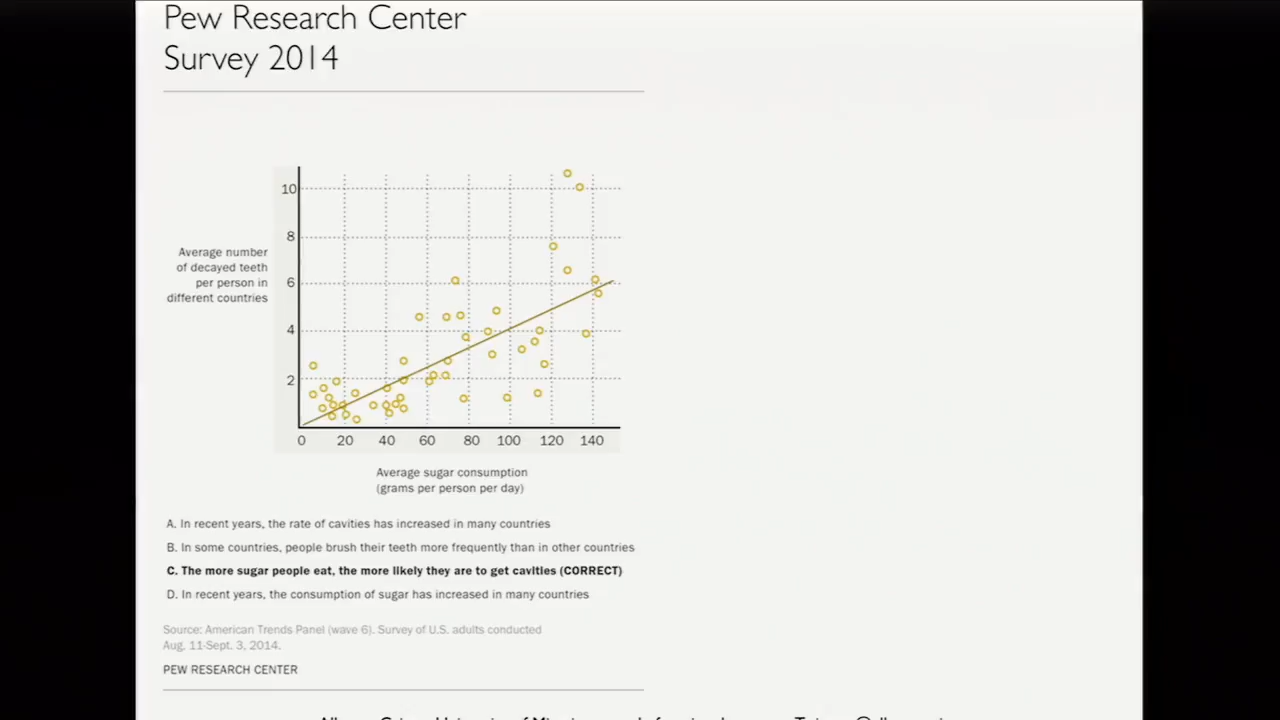 Pew Research Center
Survey 2014
10
8
6
4
2
Average number
of decayed teeth
per person in
different countries
0 20 40 60 80 100 120 140
Average sugar consumption
(grams per person per day)
A. In recent years, the rate of cavities has increased in many countries
B. In some countries, people brush their teeth more frequently than in other countries
C. The more sugar people eat, the more likely they are to get cavities (CORRECT)
D. In recent years, the consumption of sugar has increased in many countries
Source: American Trends Panel (wave 6). Survey of U.S. adults conducted
Aug. 11-Sept. 3, 2014.
PEW RESEARCH CENTER